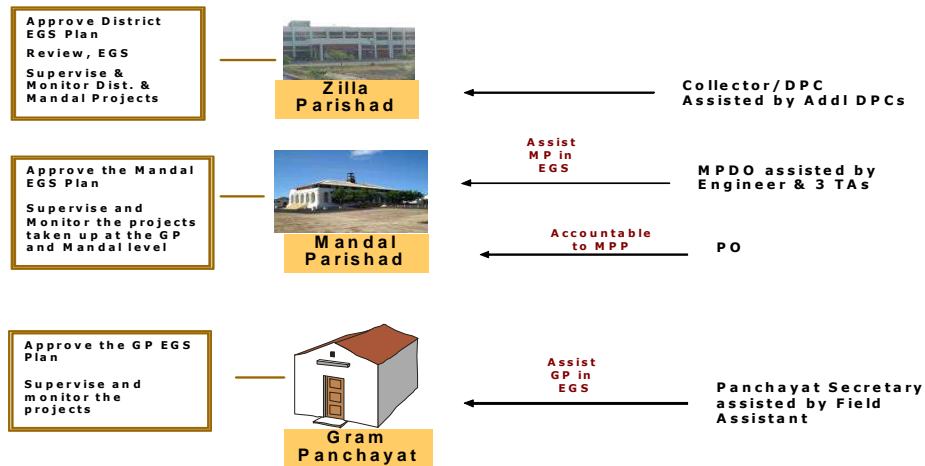 Approve District
EGS Plan
Review, EGS
Supervise &
Monitor Dist. &
Mandal Projects
Zilla
Parishad
Collector/DPC
Assisted by Addl DPCs
Approve the Mandal
EGS Plan
Supervise and
Monitor the projects
taken up at the GP
and Mandal level
Mandal
Parishad
Assist
MP in
EGS
MPDO assisted by
Engineer & 3 TAs
Accountable
to MPP
PO
Approve the GP EGS
Plan
Supervise and
monitor the
projects
Gram
Panchayat
Assist
GP in
EGS
Panchayat Secretary
assisted by Field
Assistant